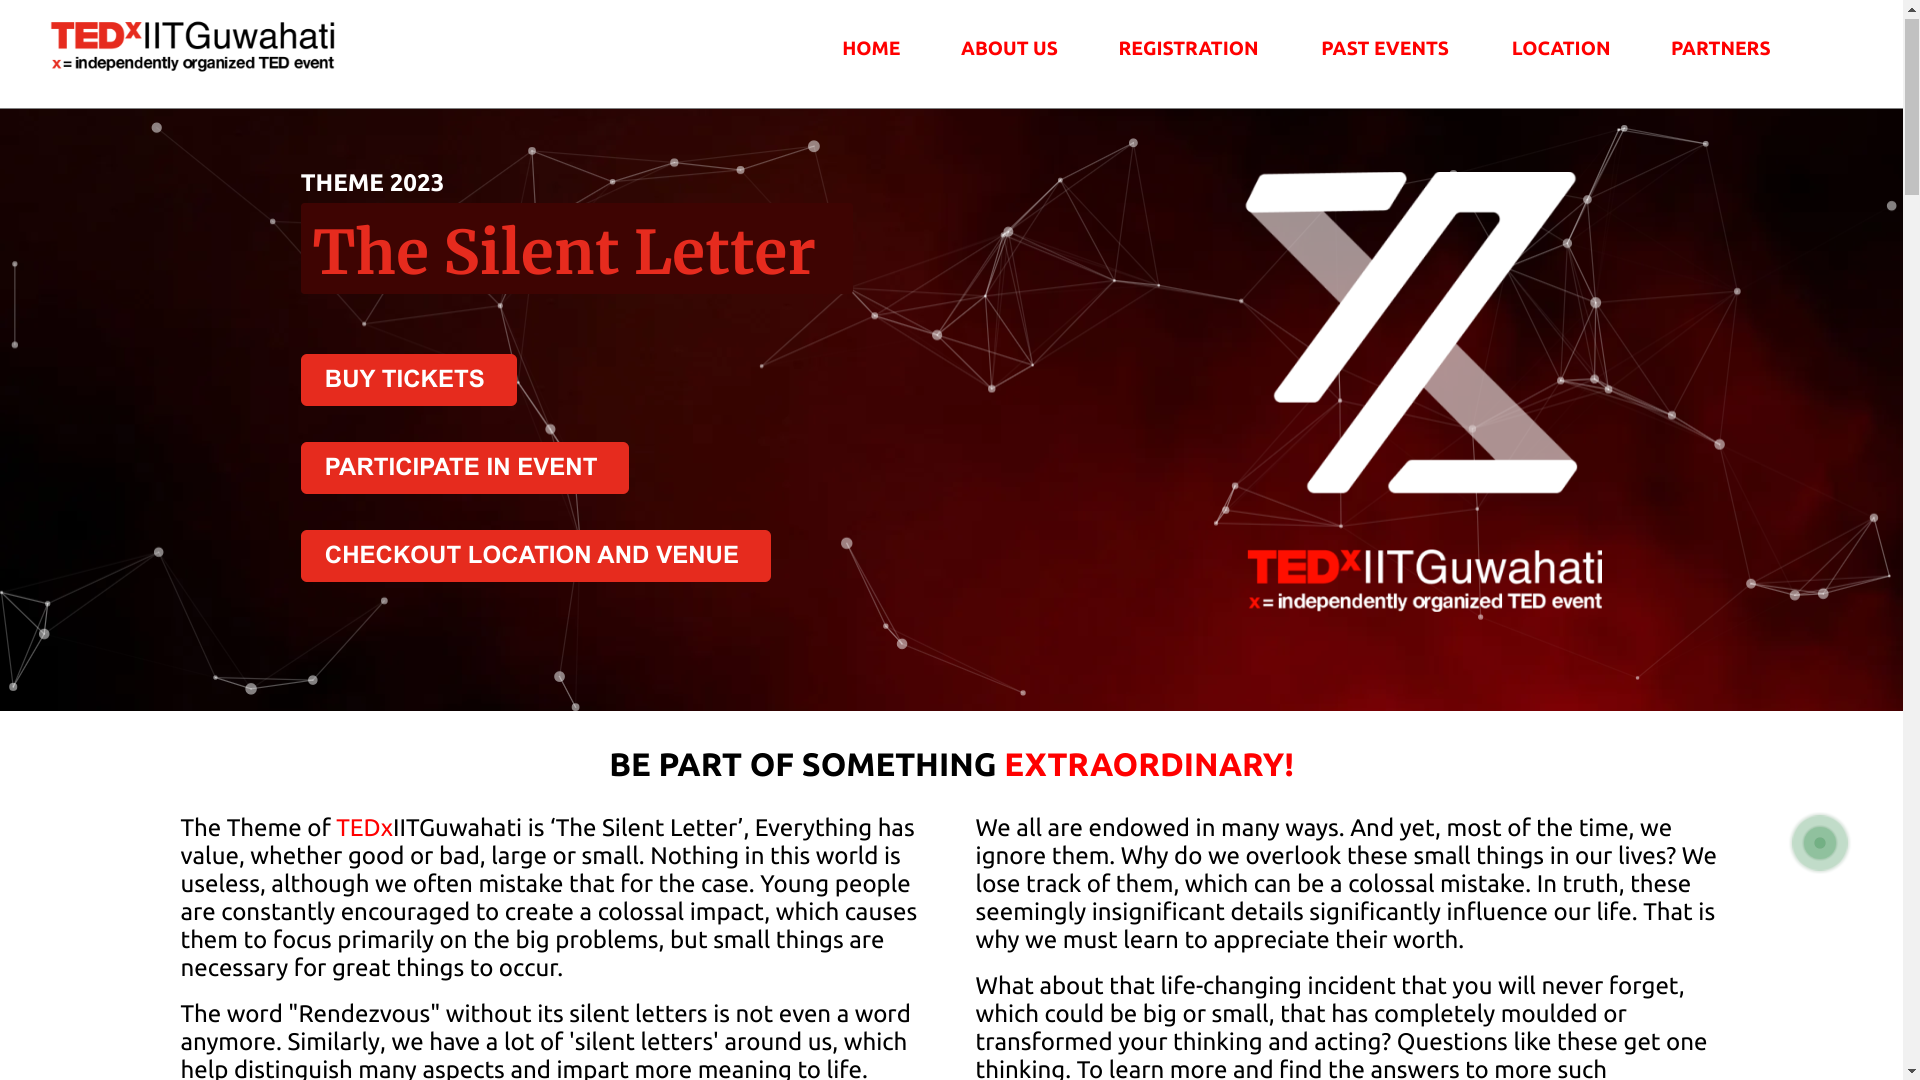 TEDxIITGuwahati
x = independently organized TED event
HOME
ABOUT US
REGISTRATION
PAST EVENTS
LOCATION
PARTNERS
THEME 2023
The Silent Letter
BUY TICKETS
PARTICIPATE IN EVENT
CHECKOUT LOCATION AND VENUE
TEDxIITGuwahati
x = independently organized TED event
BE PART OF SOMETHING EXTRAORDINARY!
The Theme of TEDxIITGuwahati is ‘The Silent Letter’, Everything has
value, whether good or bad, large or small. Nothing in this world is
useless, although we often mistake that for the case. Young people
are constantly encouraged to create a colossal impact, which causes
them to focus primarily on the big problems, but small things are
necessary for great things to occur.
The word "Rendezvous" without its silent letters is not even a word
anymore. Similarly, we have a lot of 'silent letters' around us, which
help distinguish many aspects and impart more meaning to life.
We all are endowed in many ways. And yet, most of the time, we
ignore them. Why do we overlook these small things in our lives? We
lose track of them, which can be a colossal mistake. In truth, these
seemingly insignificant details significantly influence our life. That is
why we must learn to appreciate their worth.
What about that life-changing incident that you will never forget,
which could be big or small, that has completely moulded or
transformed your thinking and acting? Questions like these get one
thinking. To learn more and find the answers to more such